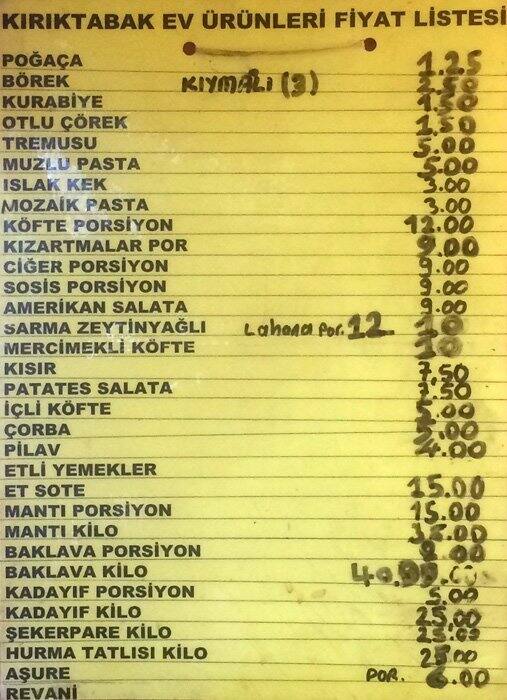 KIRIKTABAK EV ÜRÜNLERİ FİYAT LİSTESİ
POĞAÇA 1.25
BÖREK KIYMALI (3) 2.50
KURABİYE 1.50
OTLU ÇÖREK 1.50
TREMUSU 5.00
MUZLU PASTA 5.00
ISLAK KEK 3.00
MOZAİK PASTA 3.00
KÖFTE PORSİYON 12.00
KIZARTMALAR POR 9.00
CİĞER PORSİYON 9.00
SOSİS PORSİYON 9.00
AMERİKAN SALATA 9.00
SARMA ZEYTİNYAĞLI Lahana Por. 12 10
MERCİMEKLİ KÖFTE 10
KISIR 7.50
PATATES SALATA 7.50
İÇLİ KÖFTE 5.00
ÇORBA 5.00
PİLAV 4.00
ETLİ YEMEKLER
ET SOTE 15.00
MANTI PORSİYON 15.00
MANTI KİLO
BAKLAVA PORSİYON
BAKLAVA KİLO
KADAYIF PORSİYON 5.00
KADAYIF KİLO 25.00
ŞEKERPARE KİLO 25.00
HURMA TATLISI KİLO 25.00
AŞURE POR. 6.00
REVANİ